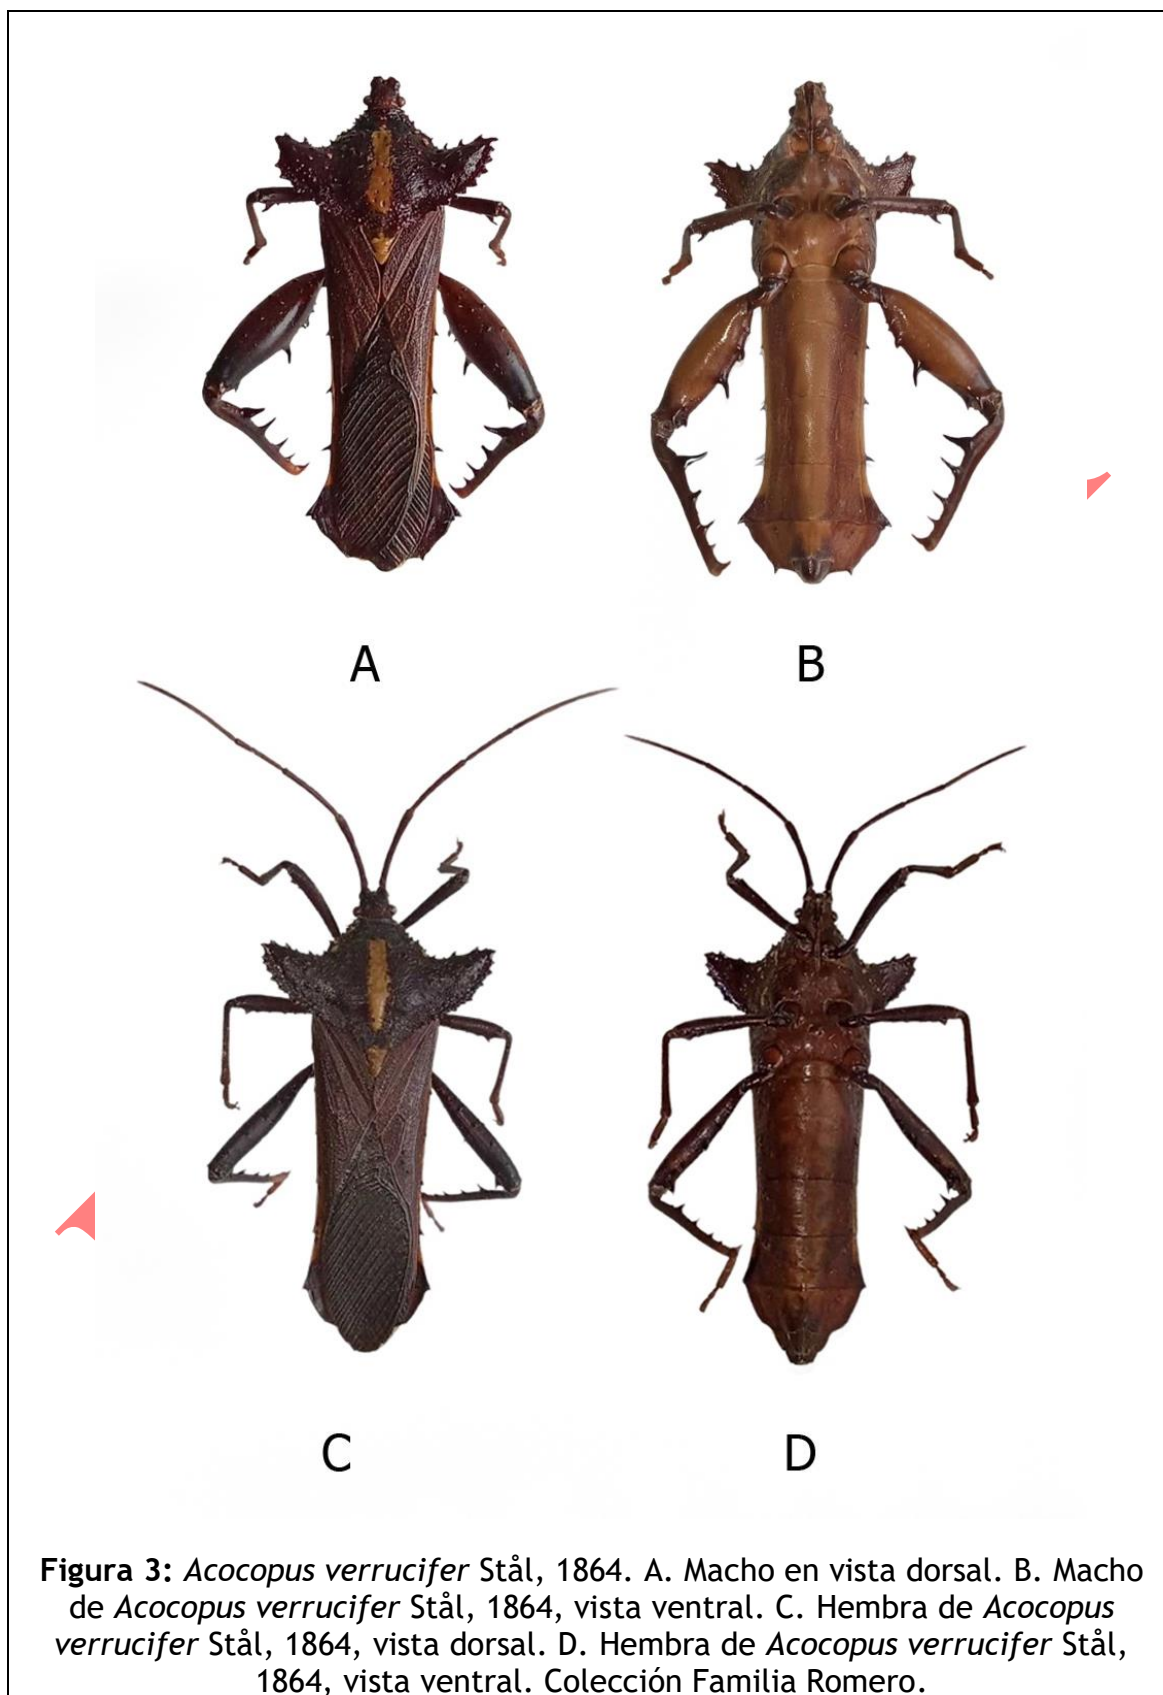 A
B
C
D
Figura 3: Acocopus verrucifer Stål, 1864. A. Macho en vista dorsal. B. Macho
de Acocopus verrucifer Stål, 1864, vista ventral. C. Hembra de Acocopus
verrucifer Stål, 1864, vista dorsal. D. Hembra de Acocopus verrucifer Stål,
1864, vista ventral. Colección Familia Romero.